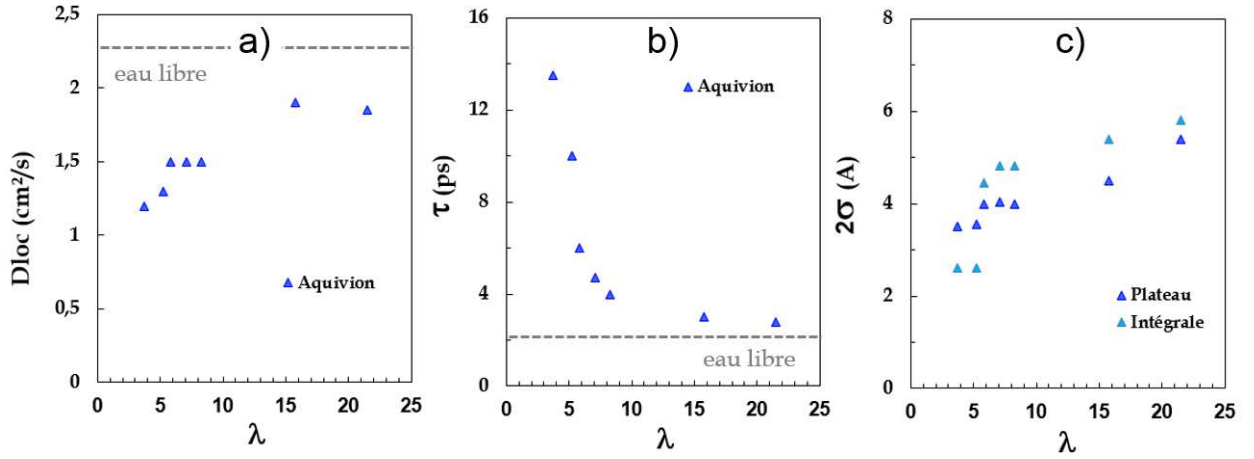 a)
2,5
2
1,5
1
0,5
0
eau libre
Aquivion
Dloc (cm²/s)
0 5 10 15 20 25
λ
b)
16
12
8
4
0
Aquivion
eau libre
τ (ps)
0 5 10 15 20 25
λ
c)
8
6
4
2
0
Plateau
Intégrale
2σ (A)
0 5 10 15 20 25
λ